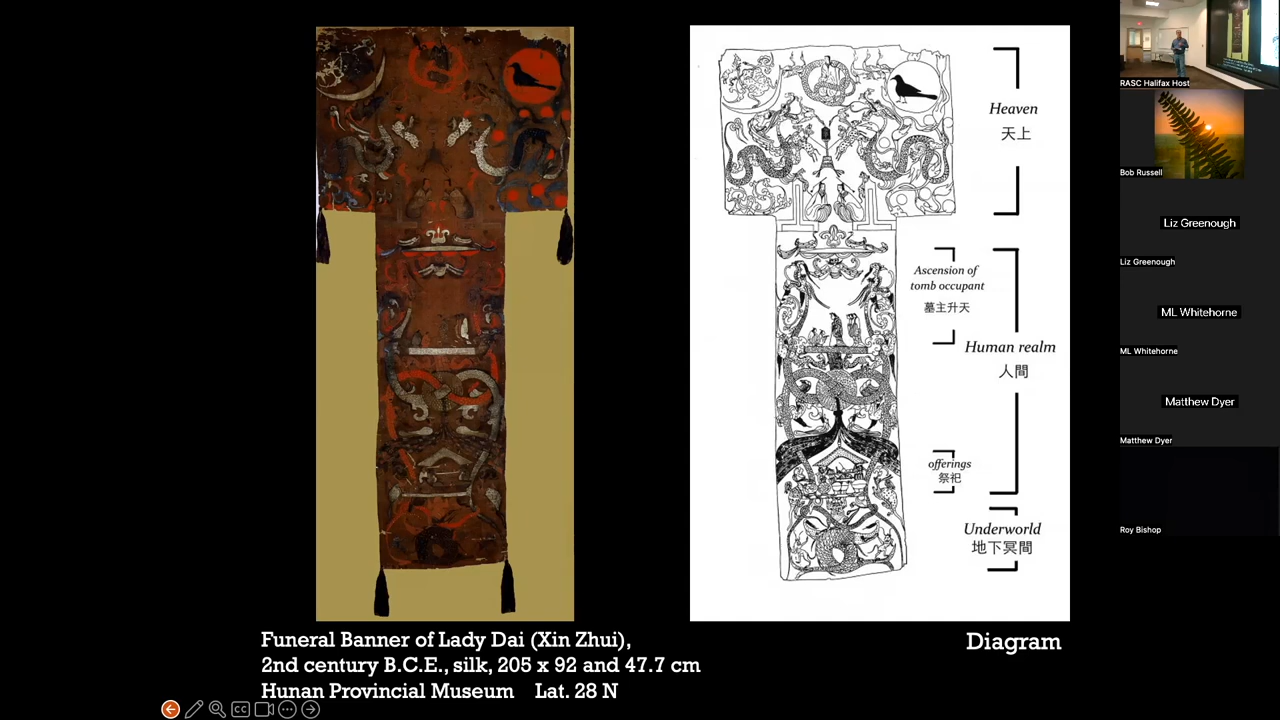 Heaven
天上
Ascension of
tomb occupant
墓主升天
Human realm
人間
offerings
祭祀
Underworld
地下冥間
Funeral Banner of Lady Dai (Xin Zhui),
2nd century B.C.E., silk, 205 x 92 and 47.7 cm
Hunan Provincial Museum Lat. 28 N
Diagram
CC
RASC Halifax Host
Bob Russell
Liz Greenough
Liz Greenough
ML Whitehorne
ML Whitehorne
Matthew Dyer
Matthew Dyer
Roy Bishop